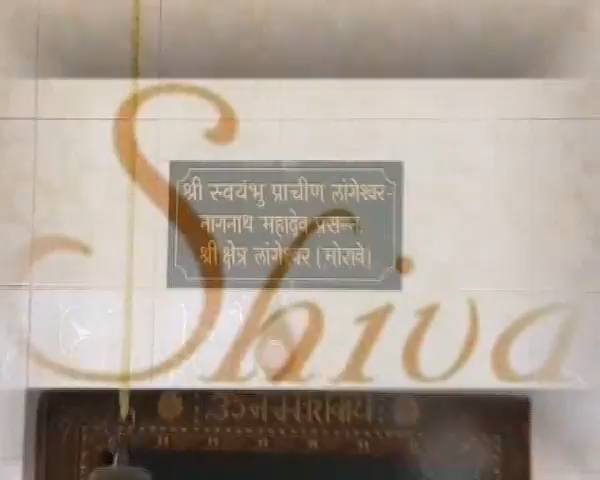 श्री स्वयंभु प्राचीण लांगेश्वर-
नागनाथ महादेव प्रसन्न.
श्री क्षेत्र लांगेश्वर (मोरावे)
Shiva